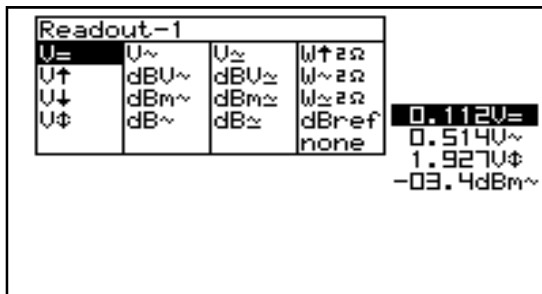 Readout-1
V= V~ V≃ W↑2Ω
V↑ dBV~ dBV≃ W~2Ω
V↓ dBm~ dBm≃ W≃2Ω
V⇕ dB~ dB≃ dBref
none
0.112V=
0.514V~
1.927V⇕
-03.4dBm~